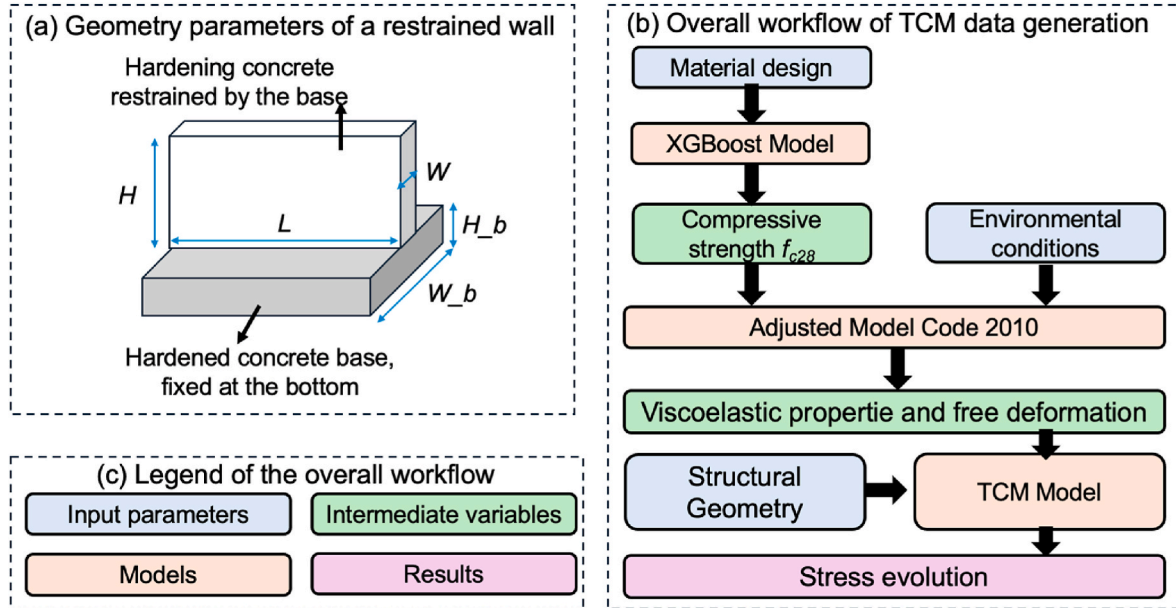 (a) Geometry parameters of a restrained wall
Hardening concrete
restrained by the base
H
L
W
H_b
W_b
Hardened concrete base,
fixed at the bottom
(b) Overall workflow of TCM data generation
Material design
XGBoost Model
Compressive
strength f_c28
Environmental
conditions
Adjusted Model Code 2010
Viscoelastic propertie and free deformation
Structural
Geometry
TCM Model
Stress evolution
(c) Legend of the overall workflow
Input parameters
Intermediate variables
Models
Results